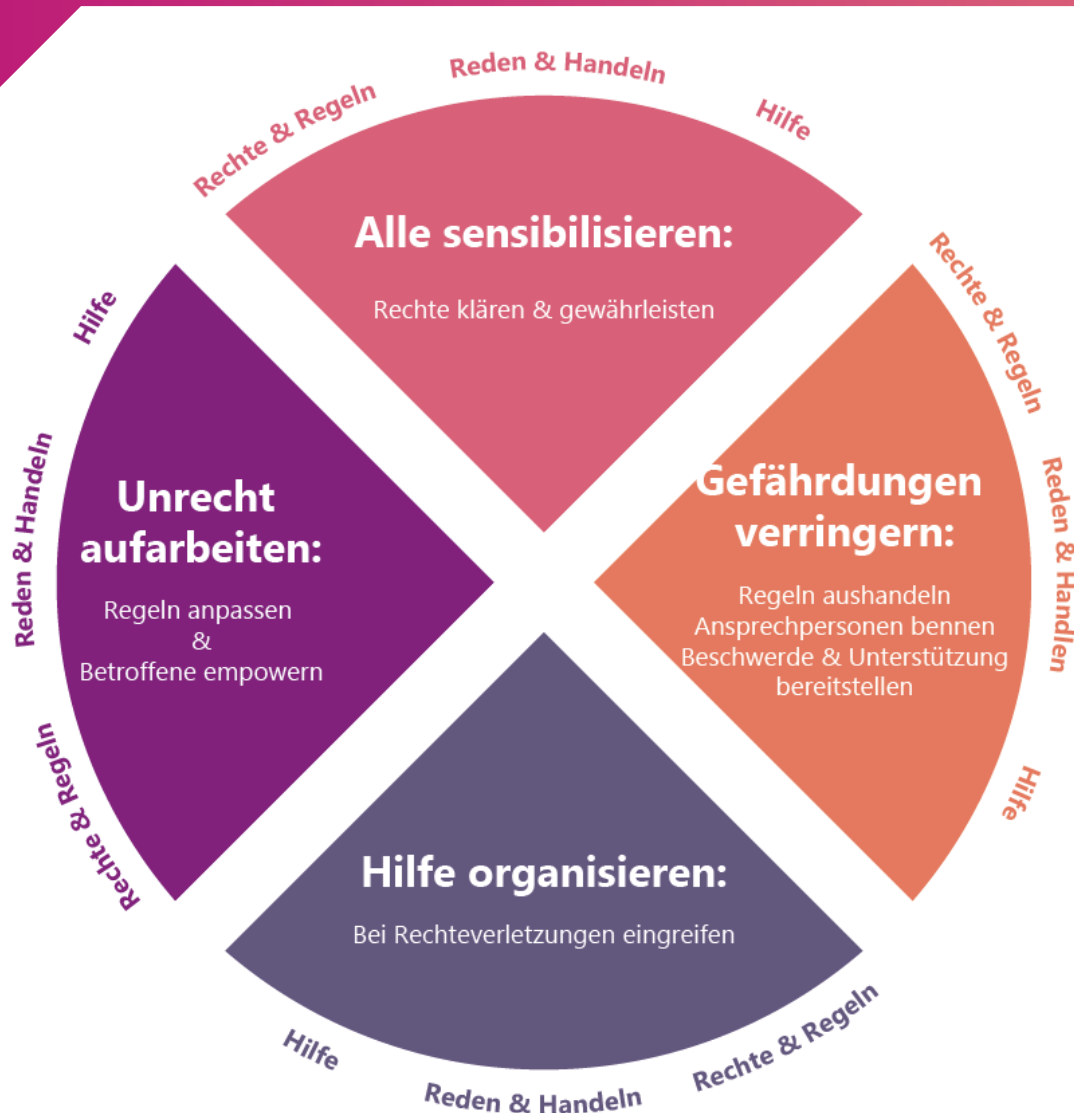 Rechte & Regeln
Reden & Handeln
Hilfe
Alle sensibilisieren:
Rechte klären & gewährleisten
Rechte & Regeln
Reden & Handlen
Hilfe
Gefährdungen
verringern:
Regeln aushandeln
Ansprechpersonen bennen
Beschwerde & Unterstützung
bereitstellen
Hilfe organisieren:
Bei Rechteverletzungen eingreifen
Rechte & Regeln
Reden & Handeln
Hilfe
Unrecht
aufarbeiten:
Regeln anpassen
&
Betroffene empowern
Rechte & Regeln
Reden & Handeln
Hilfe